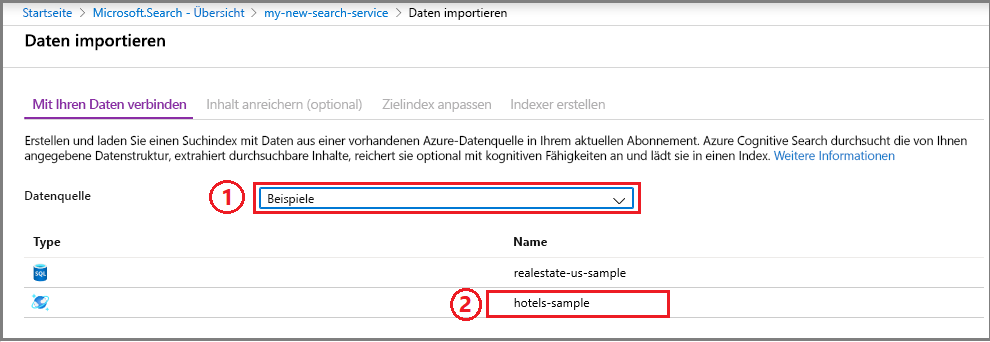 Startseite > Microsoft.Search - Übersicht > my-new-search-service > Daten importieren
Daten importieren
Mit Ihren Daten verbinden Inhalt anreichern (optional) Zielindex anpassen Indexer erstellen
Erstellen und laden Sie einen Suchindex mit Daten aus einer vorhandenen Azure-Datenquelle in Ihrem aktuellen Abonnement. Azure Cognitive Search durchsucht die von Ihnen
angegebene Datenstruktur, extrahiert durchsuchbare Inhalte, reichert sie optional mit kognitiven Fähigkeiten an und lädt sie in einen Index. Weitere Informationen
Datenquelle 1 Beispiele
Type Name
SQL realestate-us-sample
2 hotels-sample